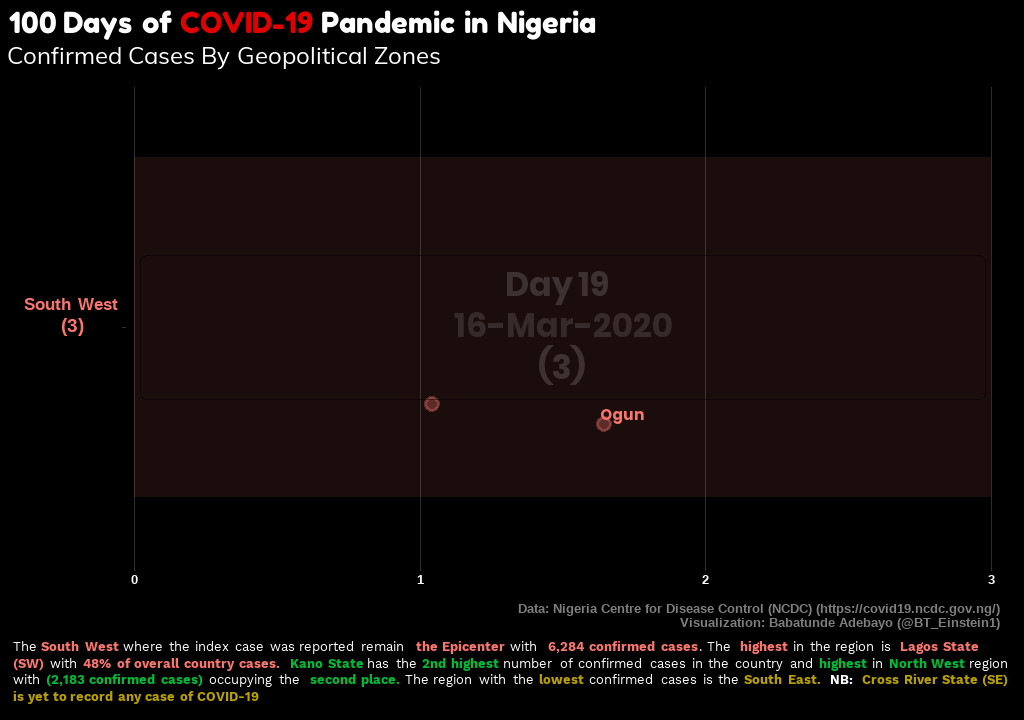 100 Days of COVID-19 Pandemic in Nigeria
Confirmed Cases By Geopolitical Zones
Day 19
16-Mar-2020
(3)
South West
(3)
Ogun
0 1 2 3
Data: Nigeria Centre for Disease Control (NCDC) (https://covid19.ncdc.gov.ng/)
Visualization: Babatunde Adebayo (@BT_Einstein1)
The South West where the index case was reported remain the Epicenter with 6,284 confirmed cases. The highest in the region is Lagos State
(SW) with 48% of overall country cases. Kano State has the 2nd highest number of confirmed cases in the country and highest in North West region
with (2,183 confirmed cases) occupying the second place. The region with the lowest confirmed cases is the South East. NB: Cross River State (SE)
is yet to record any case of COVID-19